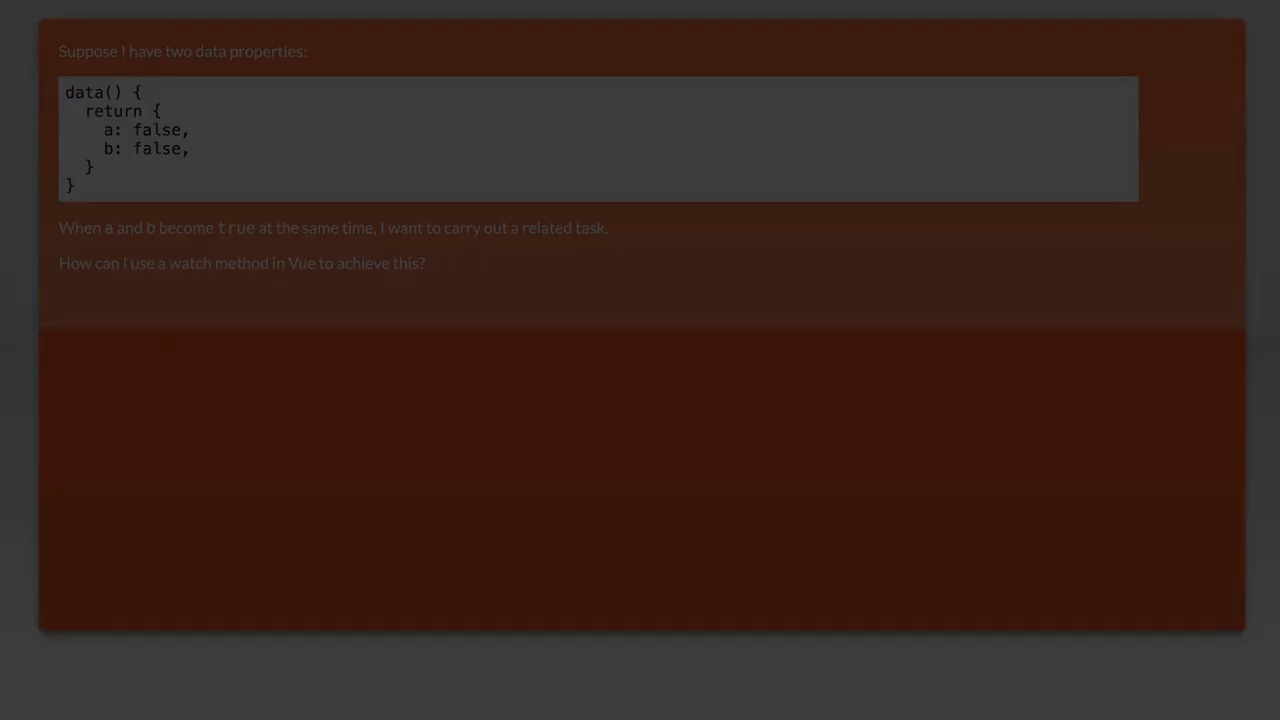 Suppose I have two data properties:
data() {
  return {
    a: false,
    b: false,
  }
}
When a and b become true at the same time, I want to carry out a related task.
How can I use a watch method in Vue to achieve this?